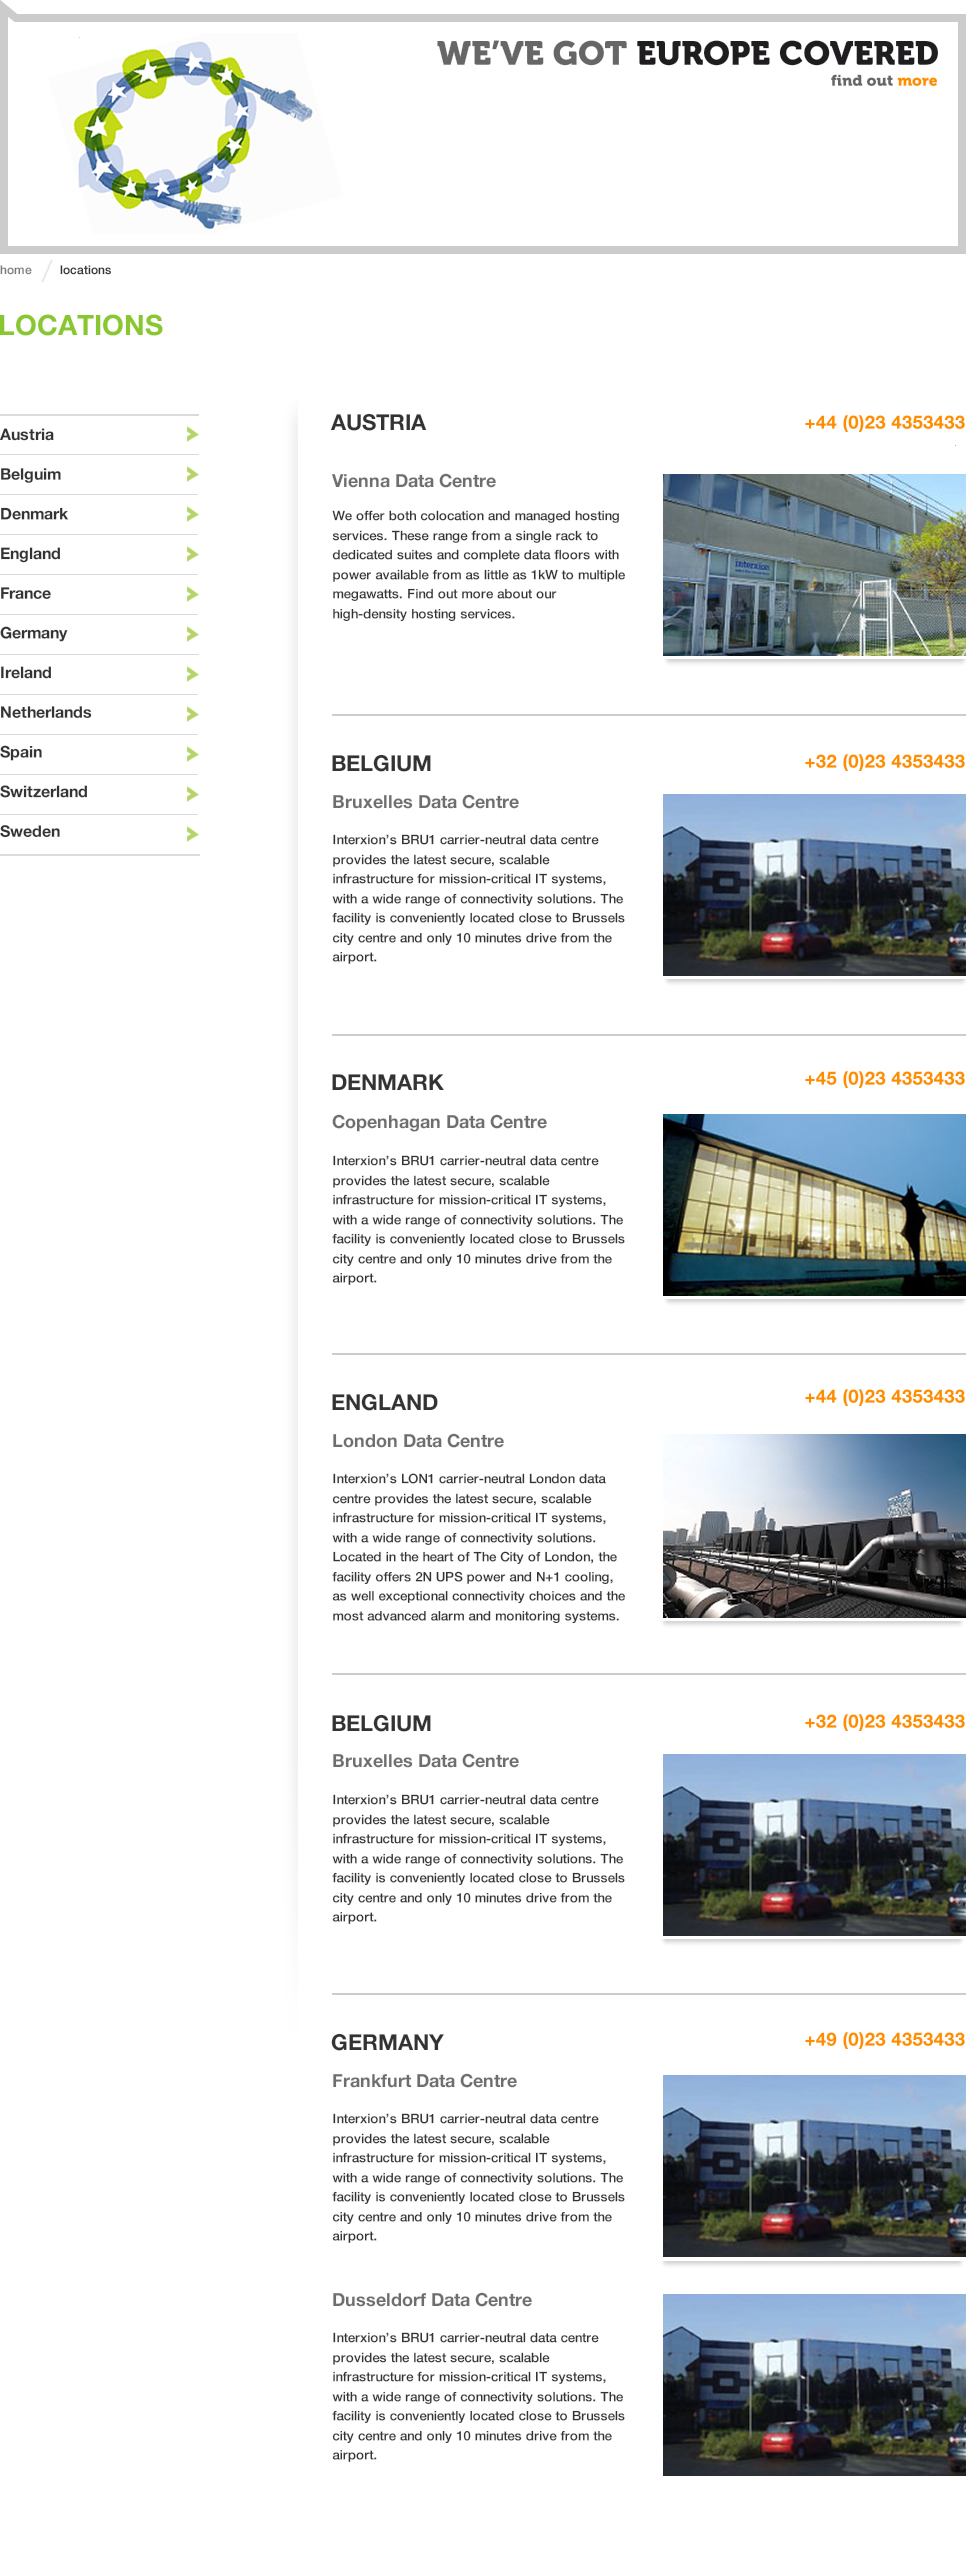 WE'VE GOT EUROPE COVERED
find out more
home / locations
LOCATIONS
Austria
Belguim
Denmark
England
France
Germany
Ireland
Netherlands
Spain
Switzerland
Sweden
AUSTRIA +44 (0)23 4353433
Vienna Data Centre
We offer both colocation and managed hosting
services. These range from a single rack to
dedicated suites and complete data floors with
power available from as little as 1kW to multiple
megawatts. Find out more about our
high-density hosting services.
interxion
BELGIUM +32 (0)23 4353433
Bruxelles Data Centre
Interxion's BRU1 carrier-neutral data centre
provides the latest secure, scalable
infrastructure for mission-critical IT systems,
with a wide range of connectivity solutions. The
facility is conveniently located close to Brussels
city centre and only 10 minutes drive from the
airport.
DENMARK +45 (0)23 4353433
Copenhagan Data Centre
Interxion's BRU1 carrier-neutral data centre
provides the latest secure, scalable
infrastructure for mission-critical IT systems,
with a wide range of connectivity solutions. The
facility is conveniently located close to Brussels
city centre and only 10 minutes drive from the
airport.
ENGLAND +44 (0)23 4353433
London Data Centre
Interxion's LON1 carrier-neutral London data
centre provides the latest secure, scalable
infrastructure for mission-critical IT systems,
with a wide range of connectivity solutions.
Located in the heart of The City of London, the
facility offers 2N UPS power and N+1 cooling,
as well exceptional connectivity choices and the
most advanced alarm and monitoring systems.
BELGIUM +32 (0)23 4353433
Bruxelles Data Centre
Interxion's BRU1 carrier-neutral data centre
provides the latest secure, scalable
infrastructure for mission-critical IT systems,
with a wide range of connectivity solutions. The
facility is conveniently located close to Brussels
city centre and only 10 minutes drive from the
airport.
GERMANY +49 (0)23 4353433
Frankfurt Data Centre
Interxion's BRU1 carrier-neutral data centre
provides the latest secure, scalable
infrastructure for mission-critical IT systems,
with a wide range of connectivity solutions. The
facility is conveniently located close to Brussels
city centre and only 10 minutes drive from the
airport.
Dusseldorf Data Centre
Interxion's BRU1 carrier-neutral data centre
provides the latest secure, scalable
infrastructure for mission-critical IT systems,
with a wide range of connectivity solutions. The
facility is conveniently located close to Brussels
city centre and only 10 minutes drive from the
airport.